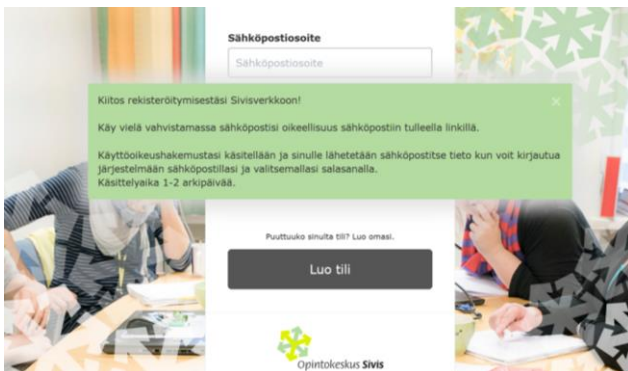 Sähköpostiosoite
Sähköpostiosoite
Kiitos rekisteröitymisestäsi Sivisverkkoon!
×
Käy vielä vahvistamassa sähköpostisi oikeellisuus sähköpostiin tulleella linkillä.
Käyttöoikeushakemustasi käsitellään ja sinulle lähetetään sähköpostitse tieto kun voit kirjautua
järjestelmään sähköpostillasi ja valitsemallasi salasanalla.
Käsittelyaika 1-2 arkipäivää.
Puuttuuko sinulta tili? Luo omasi.
Luo tili
Opintokeskus Sivis